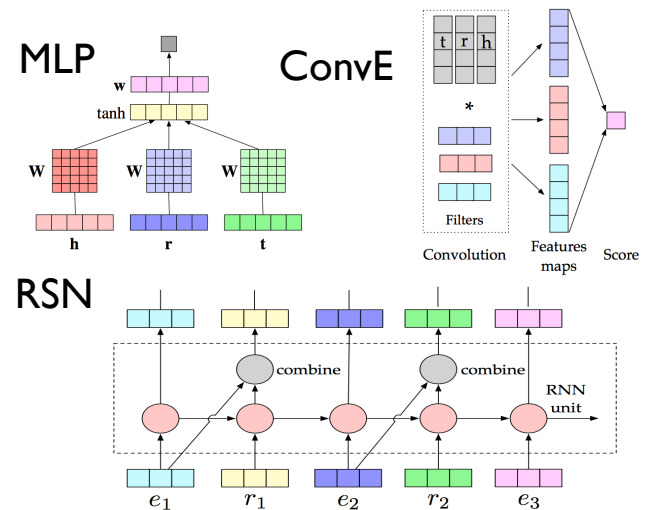 MLP
w
tanh
W
W
W
h
r
t
ConvE
t r h
*
Filters
Convolution
Features
maps
Score
RSN
combine
combine
RNN
unit
e1
r1
e2
r2
e3